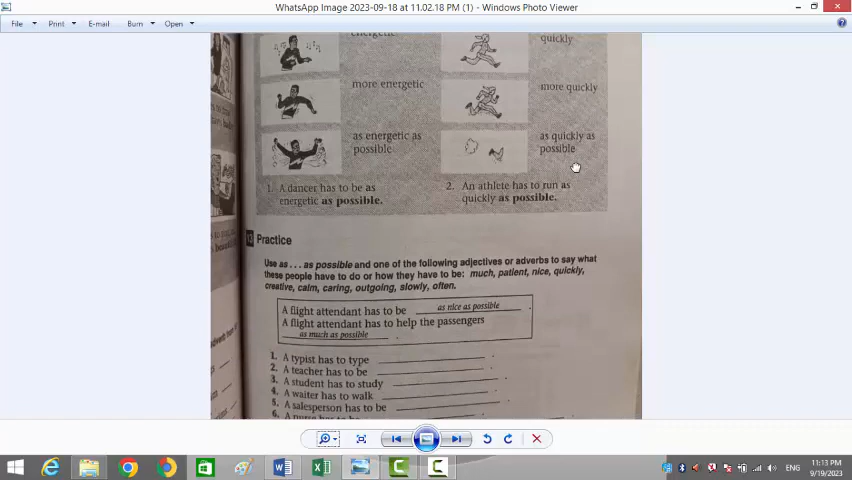 WhatsApp Image 2023-09-18 at 11.02.18 PM (1) - Windows Photo Viewer
File Print E-mail Burn Open
energetic
quickly
more energetic
more quickly
as energetic as
possible
as quickly as
possible
1. A dancer has to be as
energetic as possible.
2. An athlete has to run as
quickly as possible.
13 Practice
Use as . . . as possible and one of the following adjectives or adverbs to say what
these people have to do or how they have to be: much, patient, nice, quickly,
creative, calm, caring, outgoing, slowly, often.
A flight attendant has to be as nice as possible .
A flight attendant has to help the passengers
as much as possible .
1. A typist has to type .
2. A teacher has to be .
3. A student has to study .
4. A waiter has to walk .
5. A salesperson has to be .
6. A nurse has to be
ENG
11:13 PM
9/19/2023